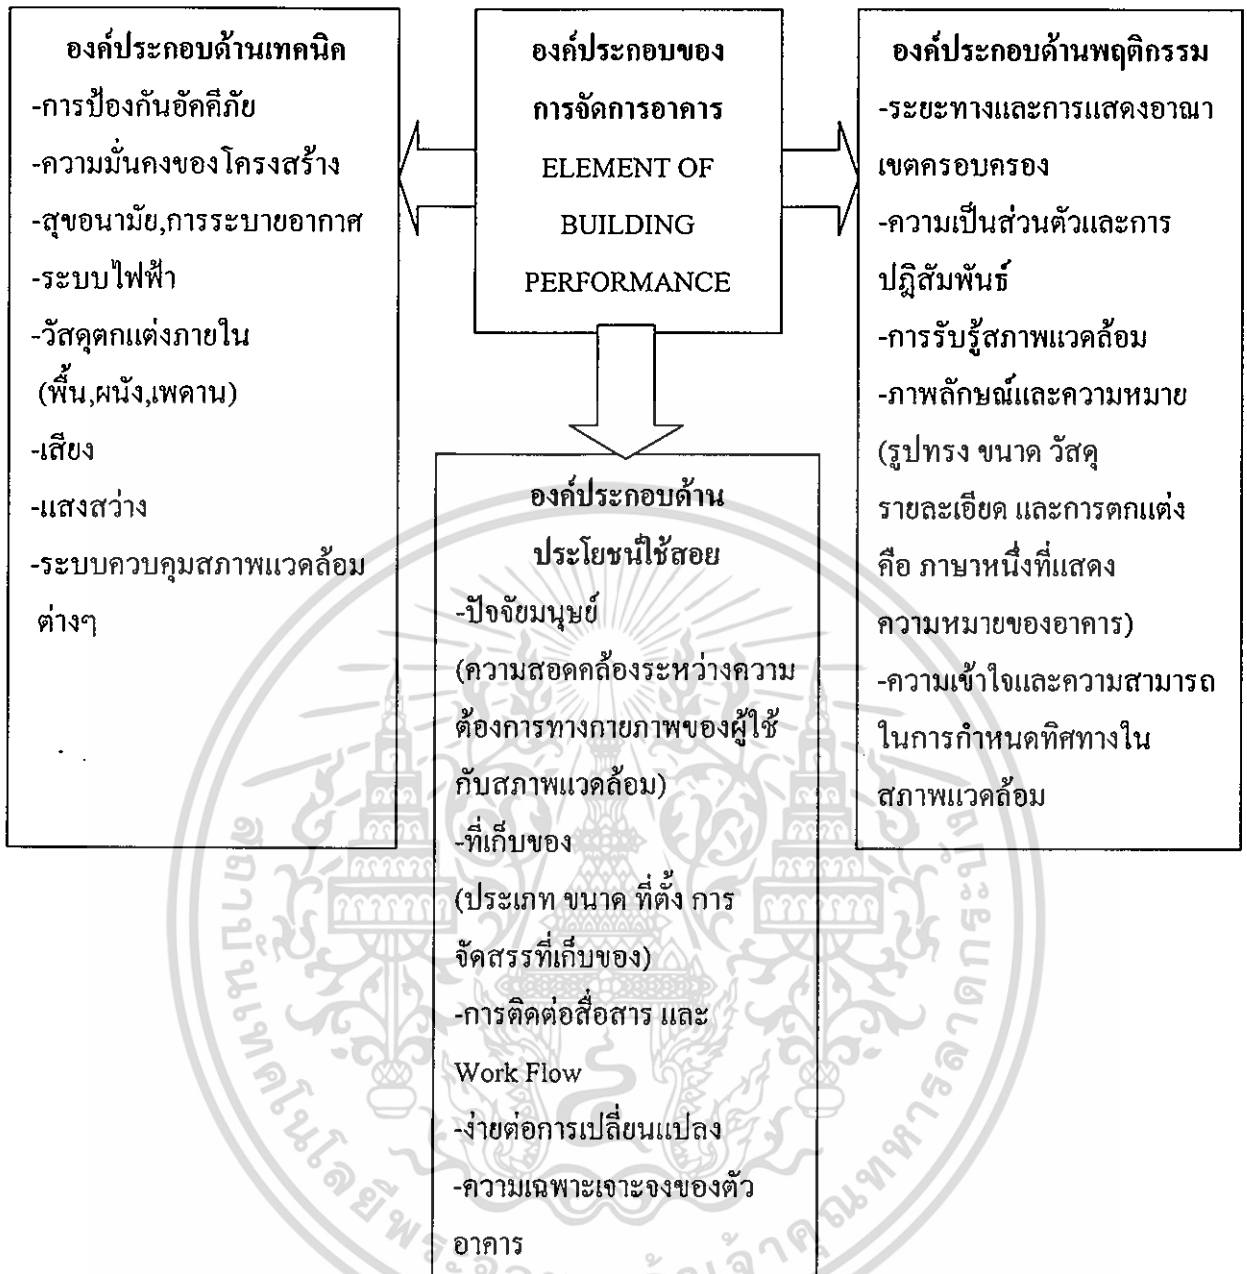 องค์ประกอบด้านเทคนิค
-การป้องกันอัคคีภัย
-ความมั่นคงของโครงสร้าง
-สุขอนามัย,การระบายอากาศ
-ระบบไฟฟ้า
-วัสดุตกแต่งภายใน
(พื้น,ผนัง,เพดาน)
-เสียง
-แสงสว่าง
-ระบบควบคุมสภาพแวดล้อม
ต่างๆ
องค์ประกอบของ
การจัดการอาคาร
ELEMENT OF
BUILDING
PERFORMANCE
องค์ประกอบด้านพฤติกรรม
-ระยะทางและการแสดงอาณา
เขตครอบครอง
-ความเป็นส่วนตัวและการ
ปฎิสัมพันธ์
-การรับรู้สภาพแวดล้อม
-ภาพลักษณ์และความหมาย
(รูปทรง ขนาด วัสดุ
รายละเอียด และการตกแต่ง
คือ ภาษาหนึ่งที่แสดง
ความหมายของอาคาร)
-ความเข้าใจและความสามารถ
ในการกำหนดทิศทางใน
สภาพแวดล้อม
องค์ประกอบด้าน
ประโยชน์ใช้สอย
-ปัจจัยมนุษย์
(ความสอดคล้องระหว่างความ
ต้องการทางกายภาพของผู้ใช้
กับสภาพแวดล้อม)
-ที่เก็บของ
(ประเภท ขนาด ที่ตั้ง การ
จัดสรรที่เก็บของ)
-การติดต่อสื่อสาร และ
Work Flow
-ง่ายต่อการเปลี่ยนแปลง
-ความเฉพาะเจาะจงของตัว
อาคาร